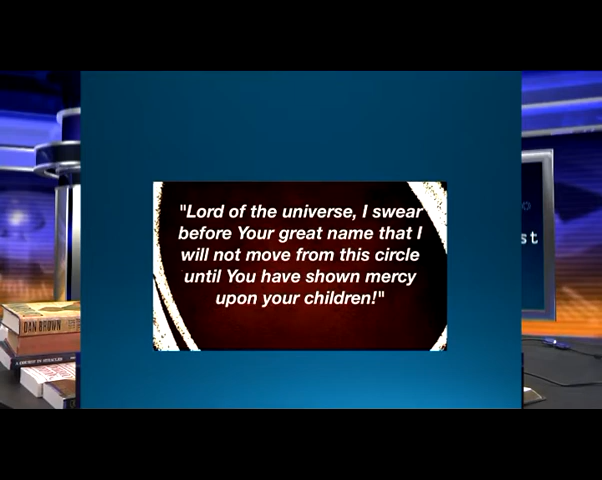 "Lord of the universe, I swear
before Your great name that I
will not move from this circle
until You have shown mercy
upon your children!"
st
DAN BROWN